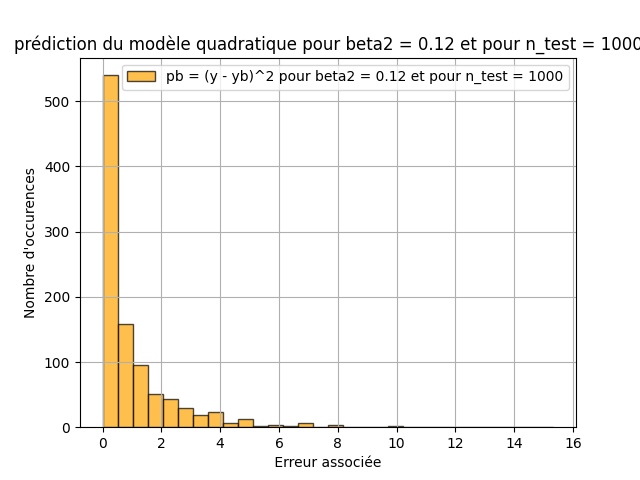 prédiction du modèle quadratique pour beta2 = 0.12 et pour n_test = 1000
pb = (y - yb)^2 pour beta2 = 0.12 et pour n_test = 1000
Nombre d'occurences
500
400
300
200
100
0
0 2 4 6 8 10 12 14 16
Erreur associée